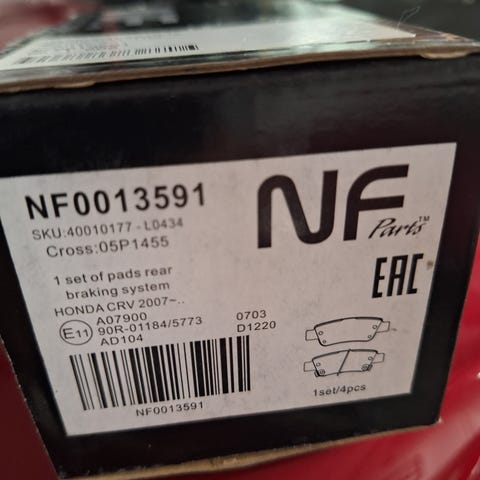 NF0013591
SKU:40010177 - L0434
Cross:05P1455
NF
Parts™
EAC
1 set of pads rear
braking system
HONDA CRV 2007~..
E11
A07900 0703
90R-01184/5773 D1220
AD104
NF0013591
1set/4pcs